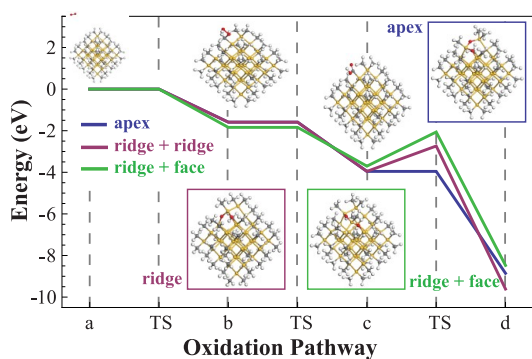 apex
2
0
-2
-4
-6
-8
-10
Energy (eV)
apex
ridge + ridge
ridge + face
ridge
ridge + face
a TS b TS c TS d
Oxidation Pathway